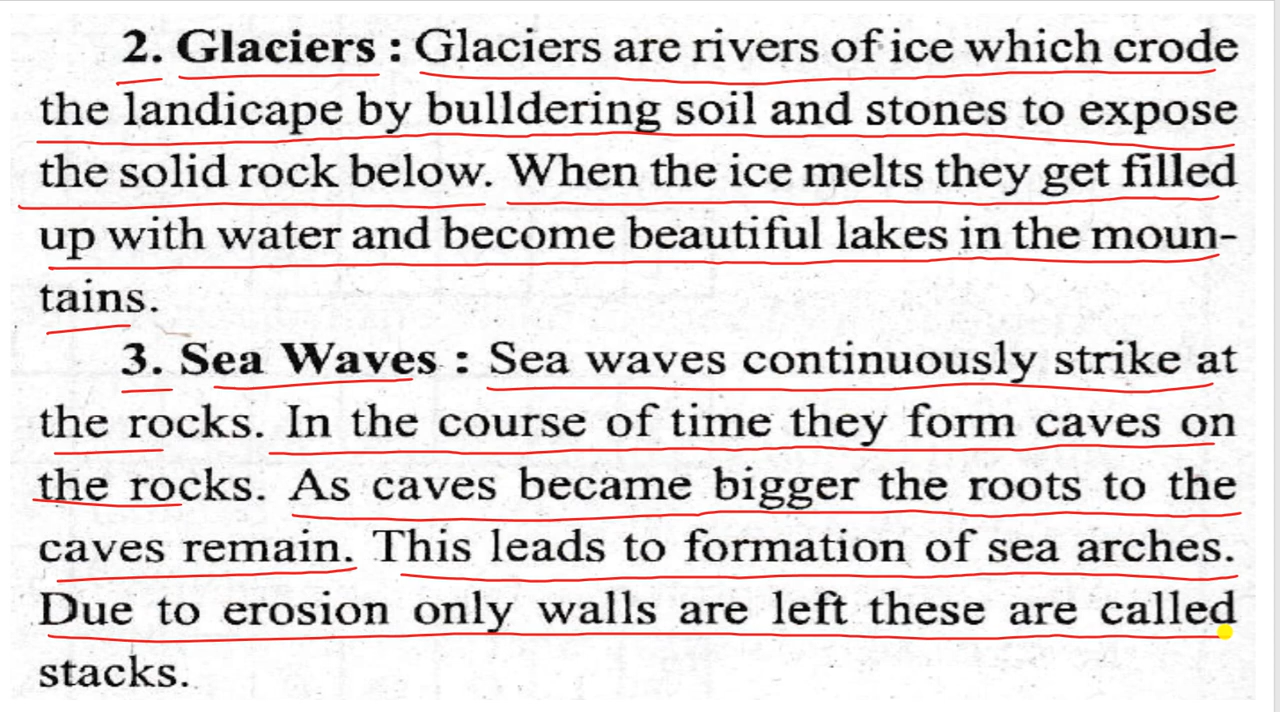 2. Glaciers : Glaciers are rivers of ice which crode
the landicape by bulldering soil and stones to expose
the solid rock below. When the ice melts they get filled
up with water and become beautiful lakes in the moun-
tains.
3. Sea Waves : Sea waves continuously strike at
the rocks. In the course of time they form caves on
the rocks. As caves became bigger the roots to the
caves remain. This leads to formation of sea arches.
Due to erosion only walls are left these are called
stacks.